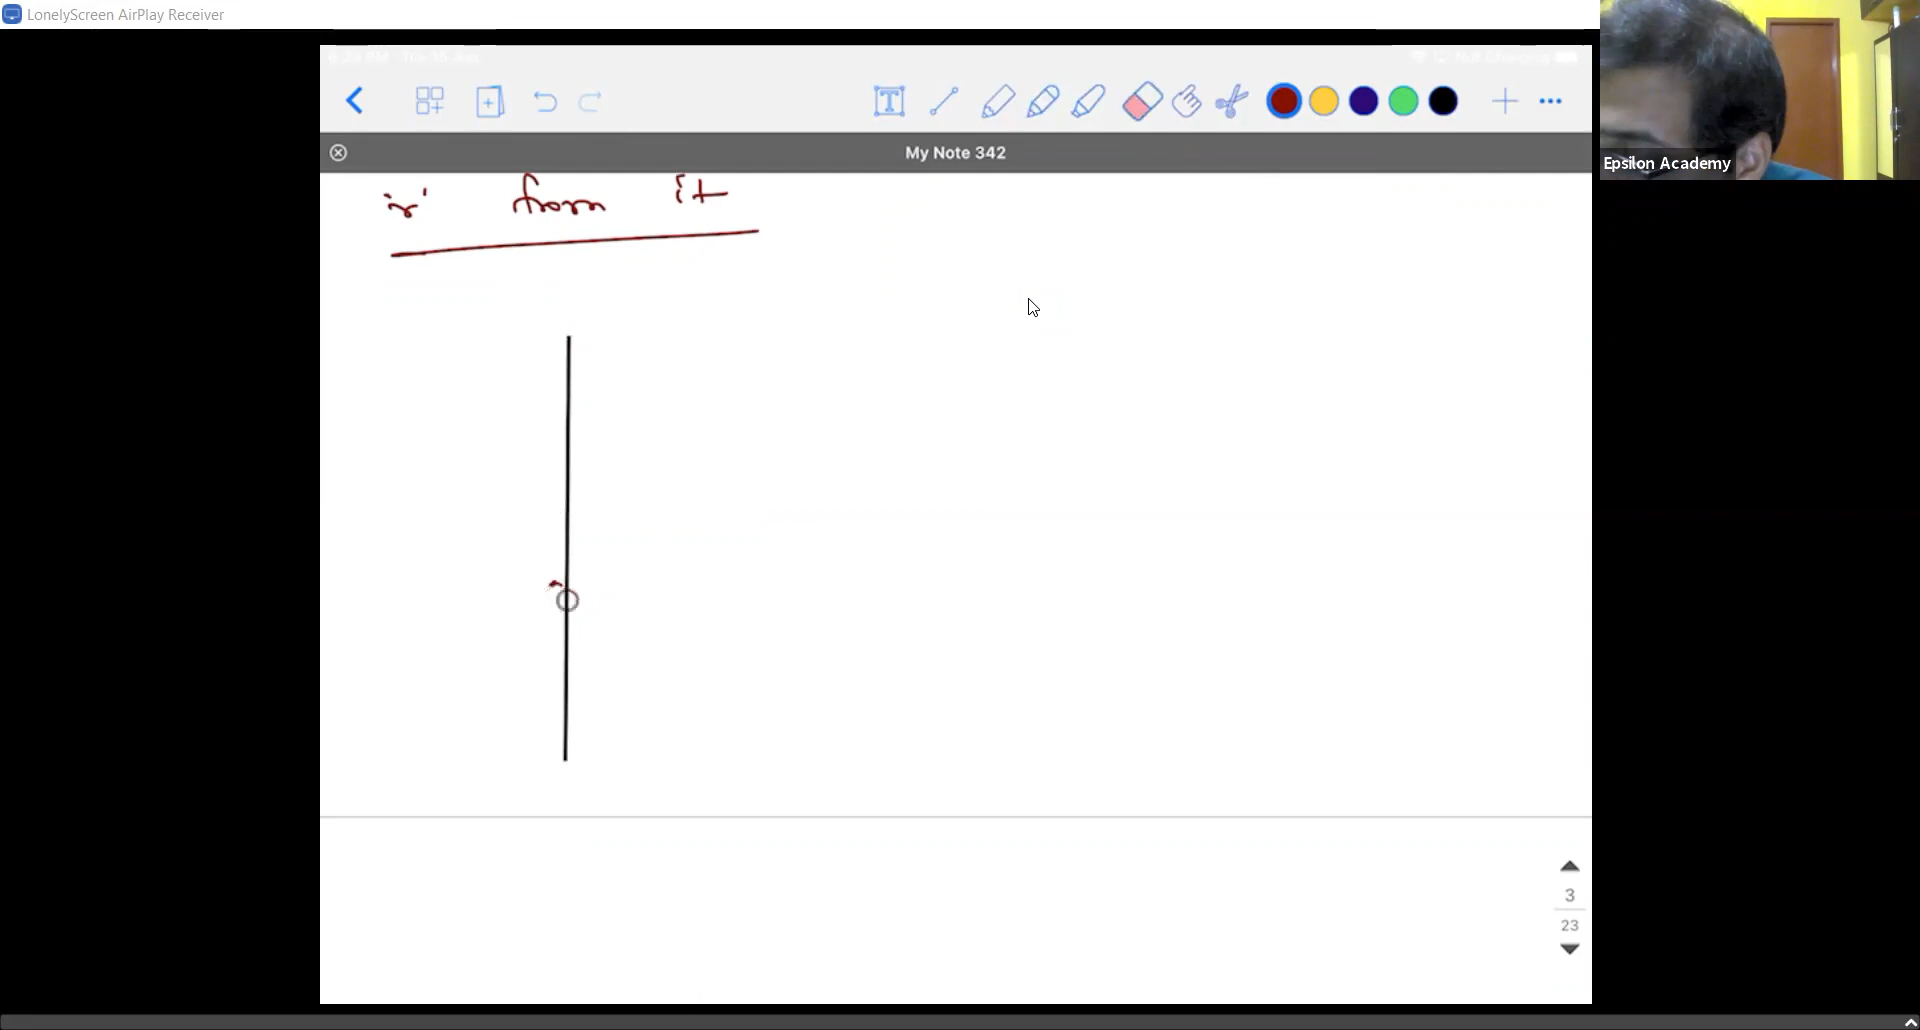 LonelyScreen AirPlay Receiver
T
My Note 342
Epsilon Academy
'r' from it
3
23